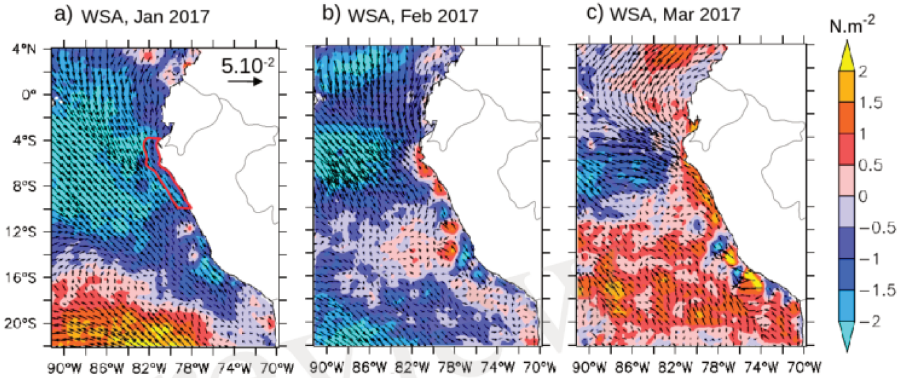 a) WSA, Jan 2017
b) WSA, Feb 2017
c) WSA, Mar 2017
N.m⁻²
5.10⁻²
4°N
0°
4°S
8°S
12°S
16°S
20°S
90°W 86°W 82°W 78°W 74°W 70°W
90°W 86°W 82°W 78°W 74°W 70°W
90°W 86°W 82°W 78°W 74°W 70°W
2
1.5
1
0.5
0
−0.5
−1
−1.5
−2